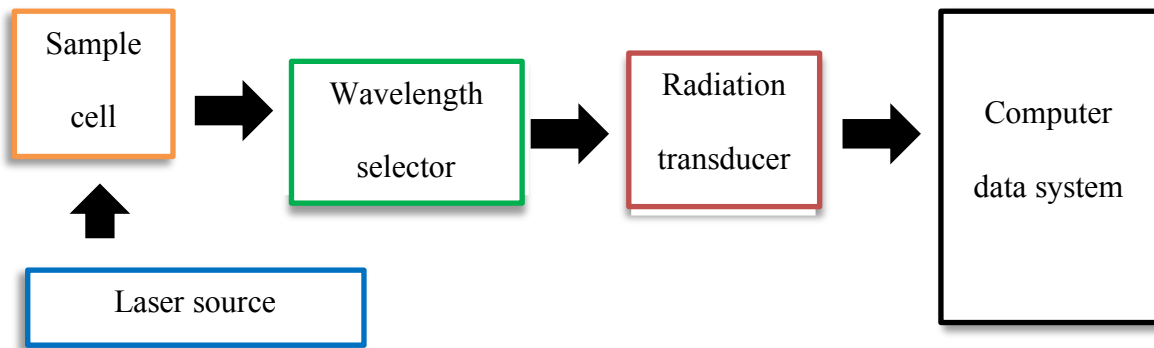 Sample
cell
Wavelength
selector
Radiation
transducer
Computer
data system
Laser source